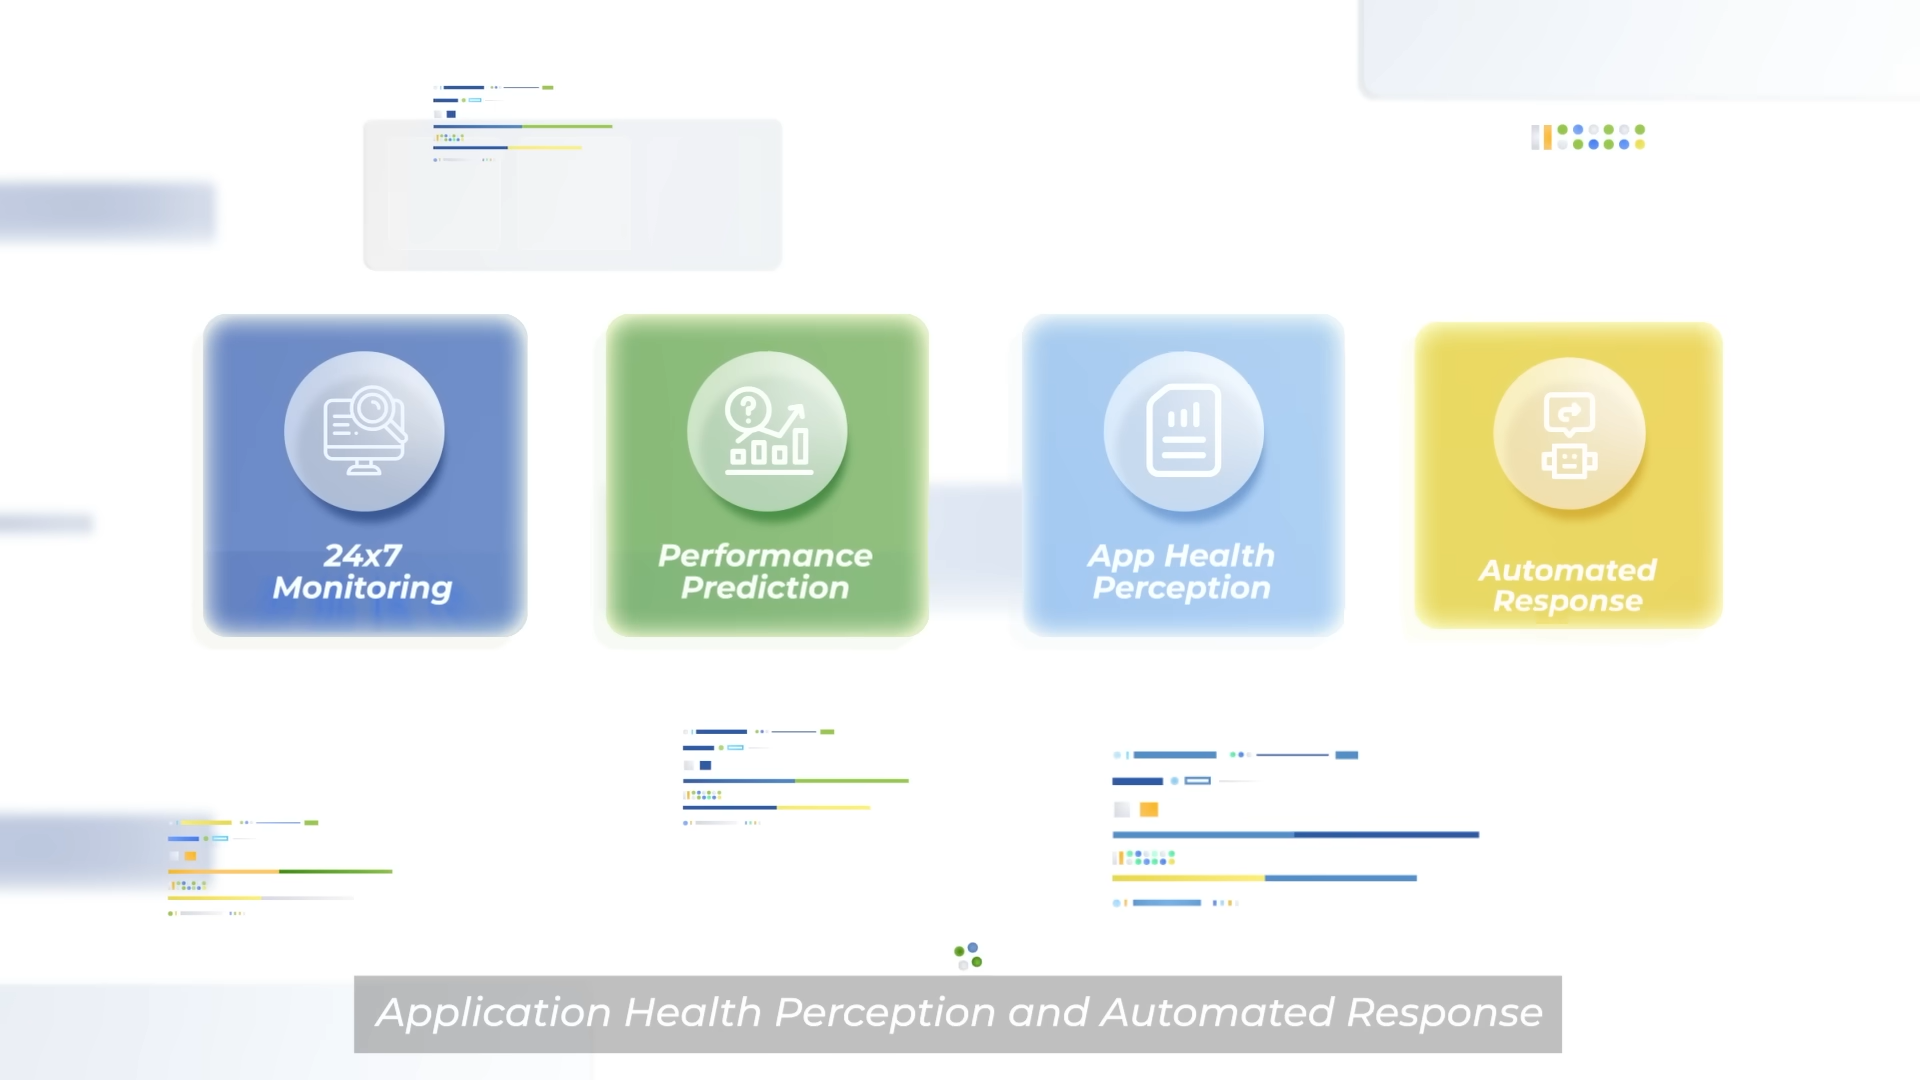 24x7
Monitoring
Performance
Prediction
App Health
Perception
Automated
Response
Application Health Perception and Automated Response